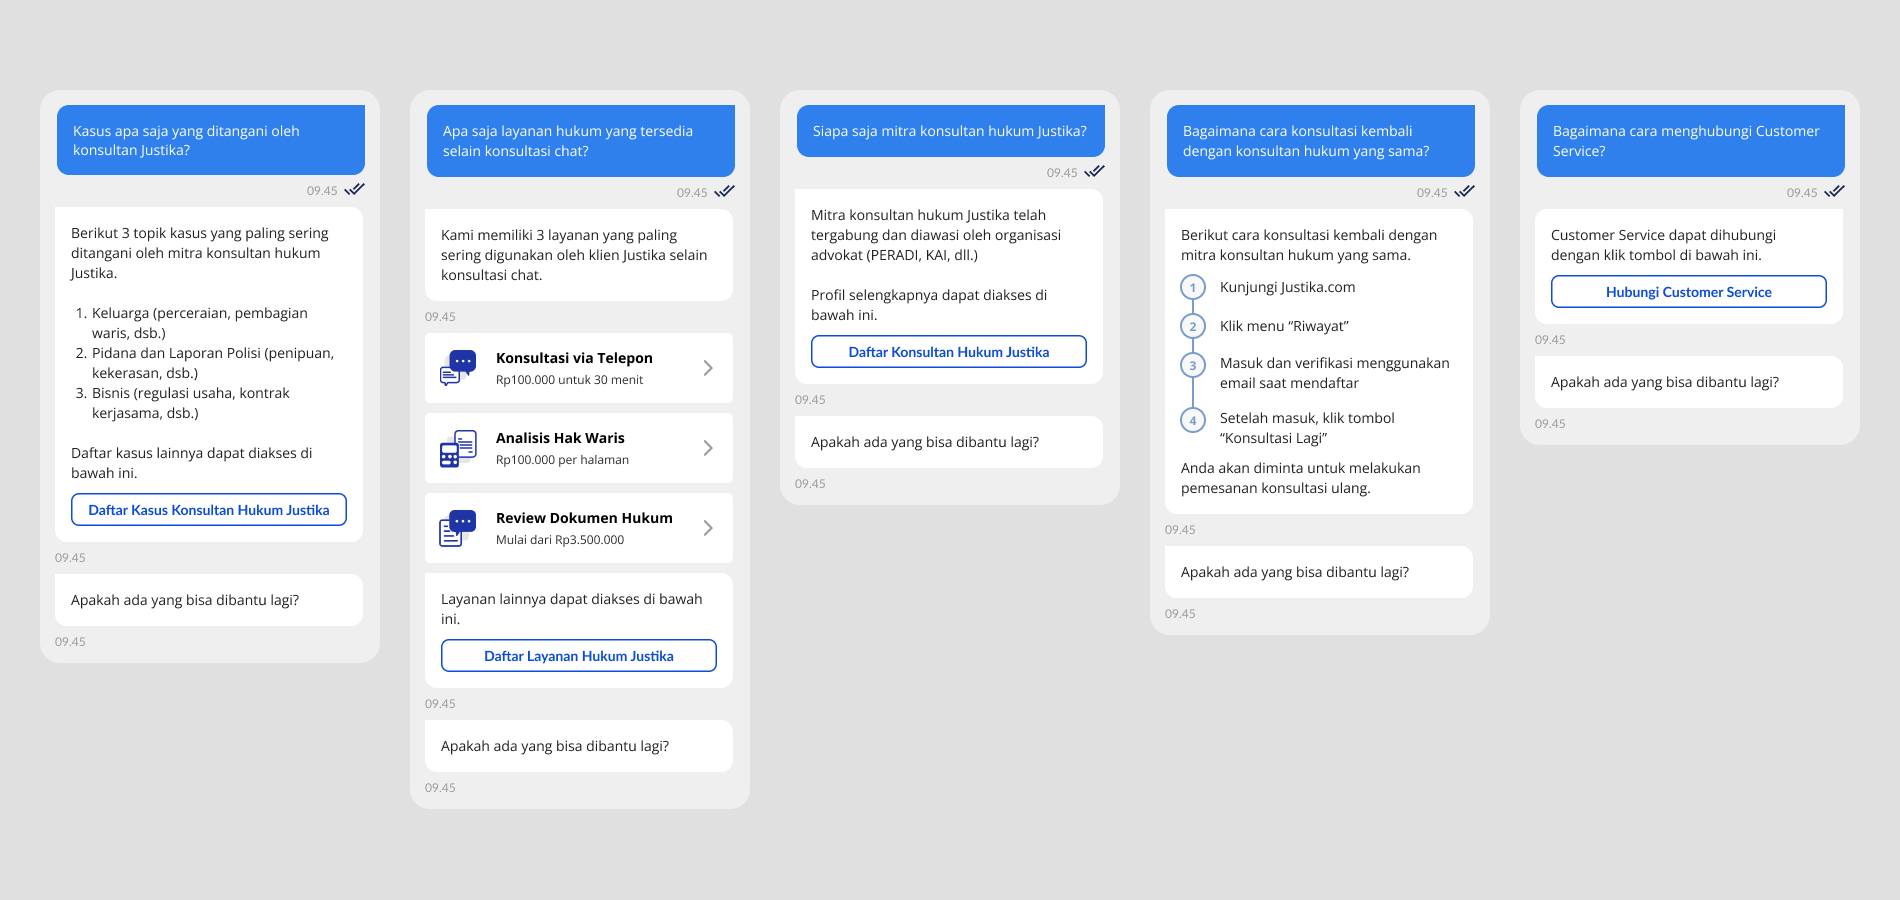 Kasus apa saja yang ditangani oleh
konsultan Justika?
09.45
Berikut 3 topik kasus yang paling sering
ditangani oleh mitra konsultan hukum
Justika.
1. Keluarga (perceraian, pembagian
waris, dsb.)
2. Pidana dan Laporan Polisi (penipuan,
kekerasan, dsb.)
3. Bisnis (regulasi usaha, kontrak
kerjasama, dsb.)
Daftar kasus lainnya dapat diakses di
bawah ini.
Daftar Kasus Konsultan Hukum Justika
09.45
Apakah ada yang bisa dibantu lagi?
09.45
Apa saja layanan hukum yang tersedia
selain konsultasi chat?
09.45
Kami memiliki 3 layanan yang paling
sering digunakan oleh klien Justika selain
konsultasi chat.
09.45
Konsultasi via Telepon
Rp100.000 untuk 30 menit
Analisis Hak Waris
Rp100.000 per halaman
Review Dokumen Hukum
Mulai dari Rp3.500.000
Layanan lainnya dapat diakses di bawah
ini.
Daftar Layanan Hukum Justika
09.45
Apakah ada yang bisa dibantu lagi?
09.45
Siapa saja mitra konsultan hukum Justika?
09.45
Mitra konsultan hukum Justika telah
tergabung dan diawasi oleh organisasi
advokat (PERADI, KAI, dll.)
Profil selengkapnya dapat diakses di
bawah ini.
Daftar Konsultan Hukum Justika
09.45
Apakah ada yang bisa dibantu lagi?
09.45
Bagaimana cara konsultasi kembali
dengan konsultan hukum yang sama?
09.45
Berikut cara konsultasi kembali dengan
mitra konsultan hukum yang sama.
1 Kunjungi Justika.com
2 Klik menu “Riwayat”
3 Masuk dan verifikasi menggunakan
email saat mendaftar
4 Setelah masuk, klik tombol
“Konsultasi Lagi”
Anda akan diminta untuk melakukan
pemesanan konsultasi ulang.
09.45
Apakah ada yang bisa dibantu lagi?
09.45
Bagaimana cara menghubungi Customer
Service?
09.45
Customer Service dapat dihubungi
dengan klik tombol di bawah ini.
Hubungi Customer Service
09.45
Apakah ada yang bisa dibantu lagi?
09.45